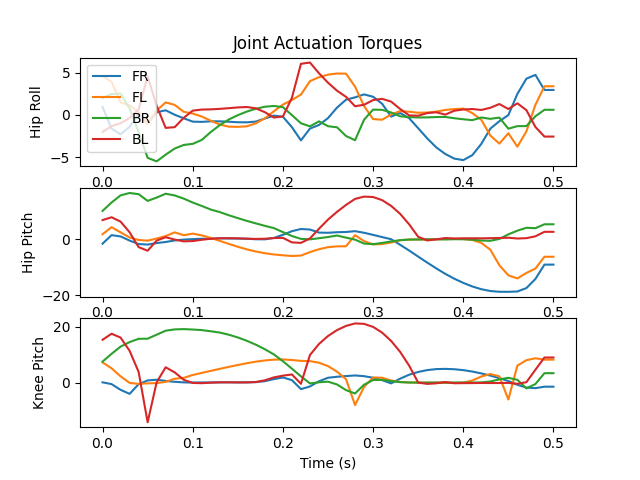 Joint Actuation Torques
Hip Roll
5
0
−5
FR
FL
BR
BL
0.0 0.1 0.2 0.3 0.4 0.5
Hip Pitch
0
−20
0.0 0.1 0.2 0.3 0.4 0.5
Knee Pitch
20
0
0.0 0.1 0.2 0.3 0.4 0.5
Time (s)